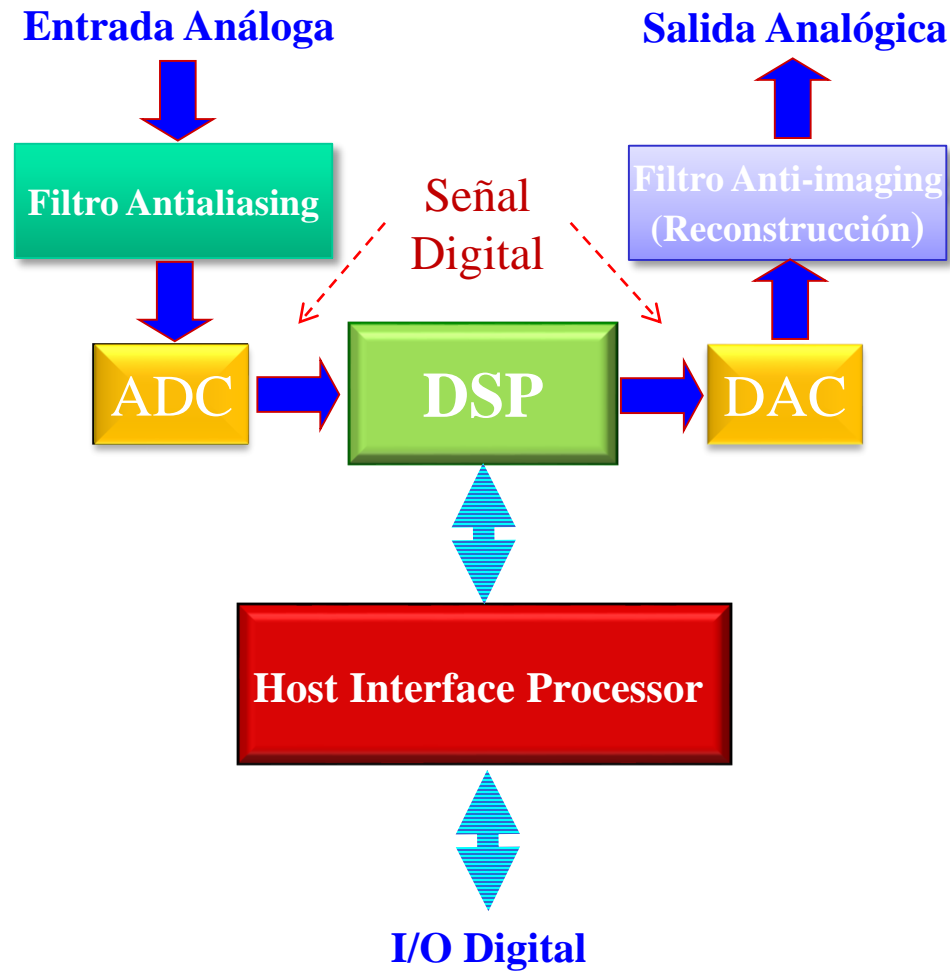 Entrada Análoga
Salida Analógica
Filtro Antialiasing
Señal
Digital
Filtro Anti-imaging
(Reconstrucción)
ADC
DSP
DAC
Host Interface Processor
I/O Digital